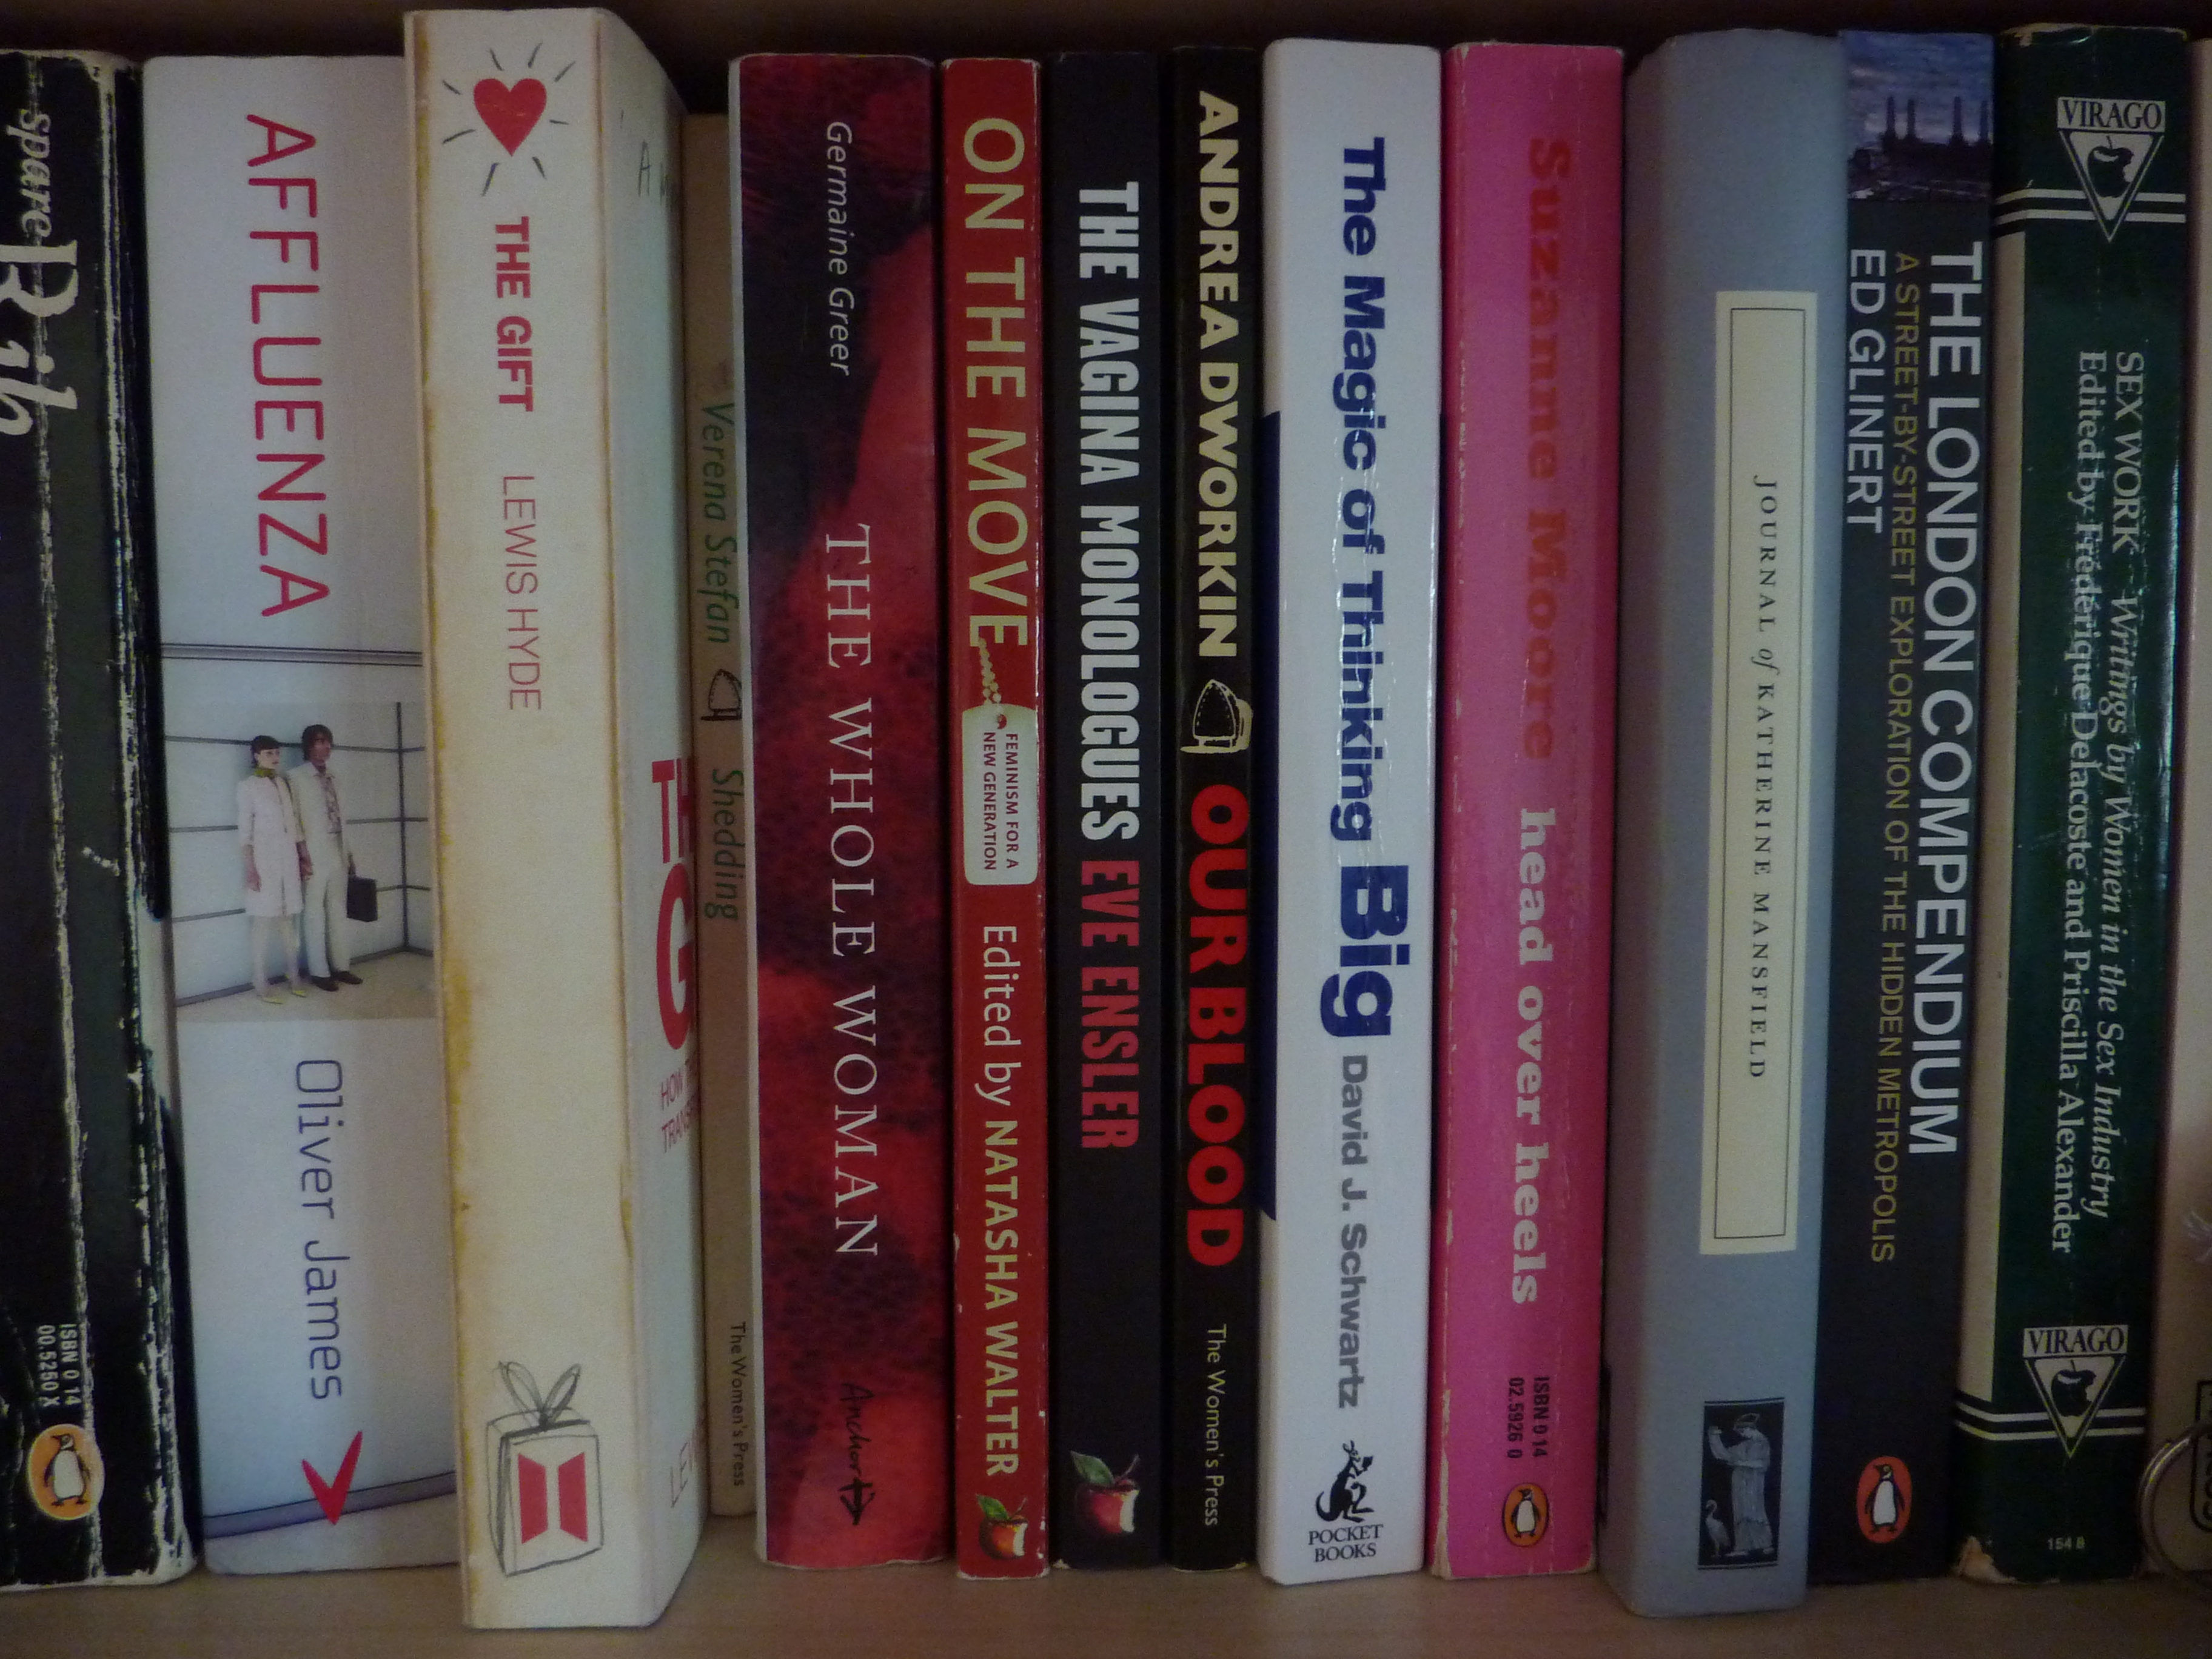 spare Rib
ISBN 0 14
00.5250 X
AFFLUENZA
Oliver James
THE GIFT LEWIS HYDE
A
G
HOW
Verena Stefan Shedding The Women's Press
Germaine Greer THE WHOLE WOMAN Anchor
ON THE MOVE
FEMINISM FOR A
NEW GENERATION
Edited by NATASHA WALTER
THE VAGINA MONOLOGUES EVE ENSLER
ANDREA DWORKIN OUR BLOOD The Women's Press
The Magic of Thinking Big David J. Schwartz
POCKET
BOOKS
Suzanne Moore head over heels
ISBN 0 14
02.5926 0
JOURNAL of KATHERINE MANSFIELD
THE LONDON COMPENDIUM
A STREET-BY-STREET EXPLORATION OF THE HIDDEN METROPOLIS
ED GLINERT
VIRAGO
SEX WORK Writings by Women in the Sex Industry
Edited by Frédérique Delacoste and Priscilla Alexander
VIRAGO
154 B